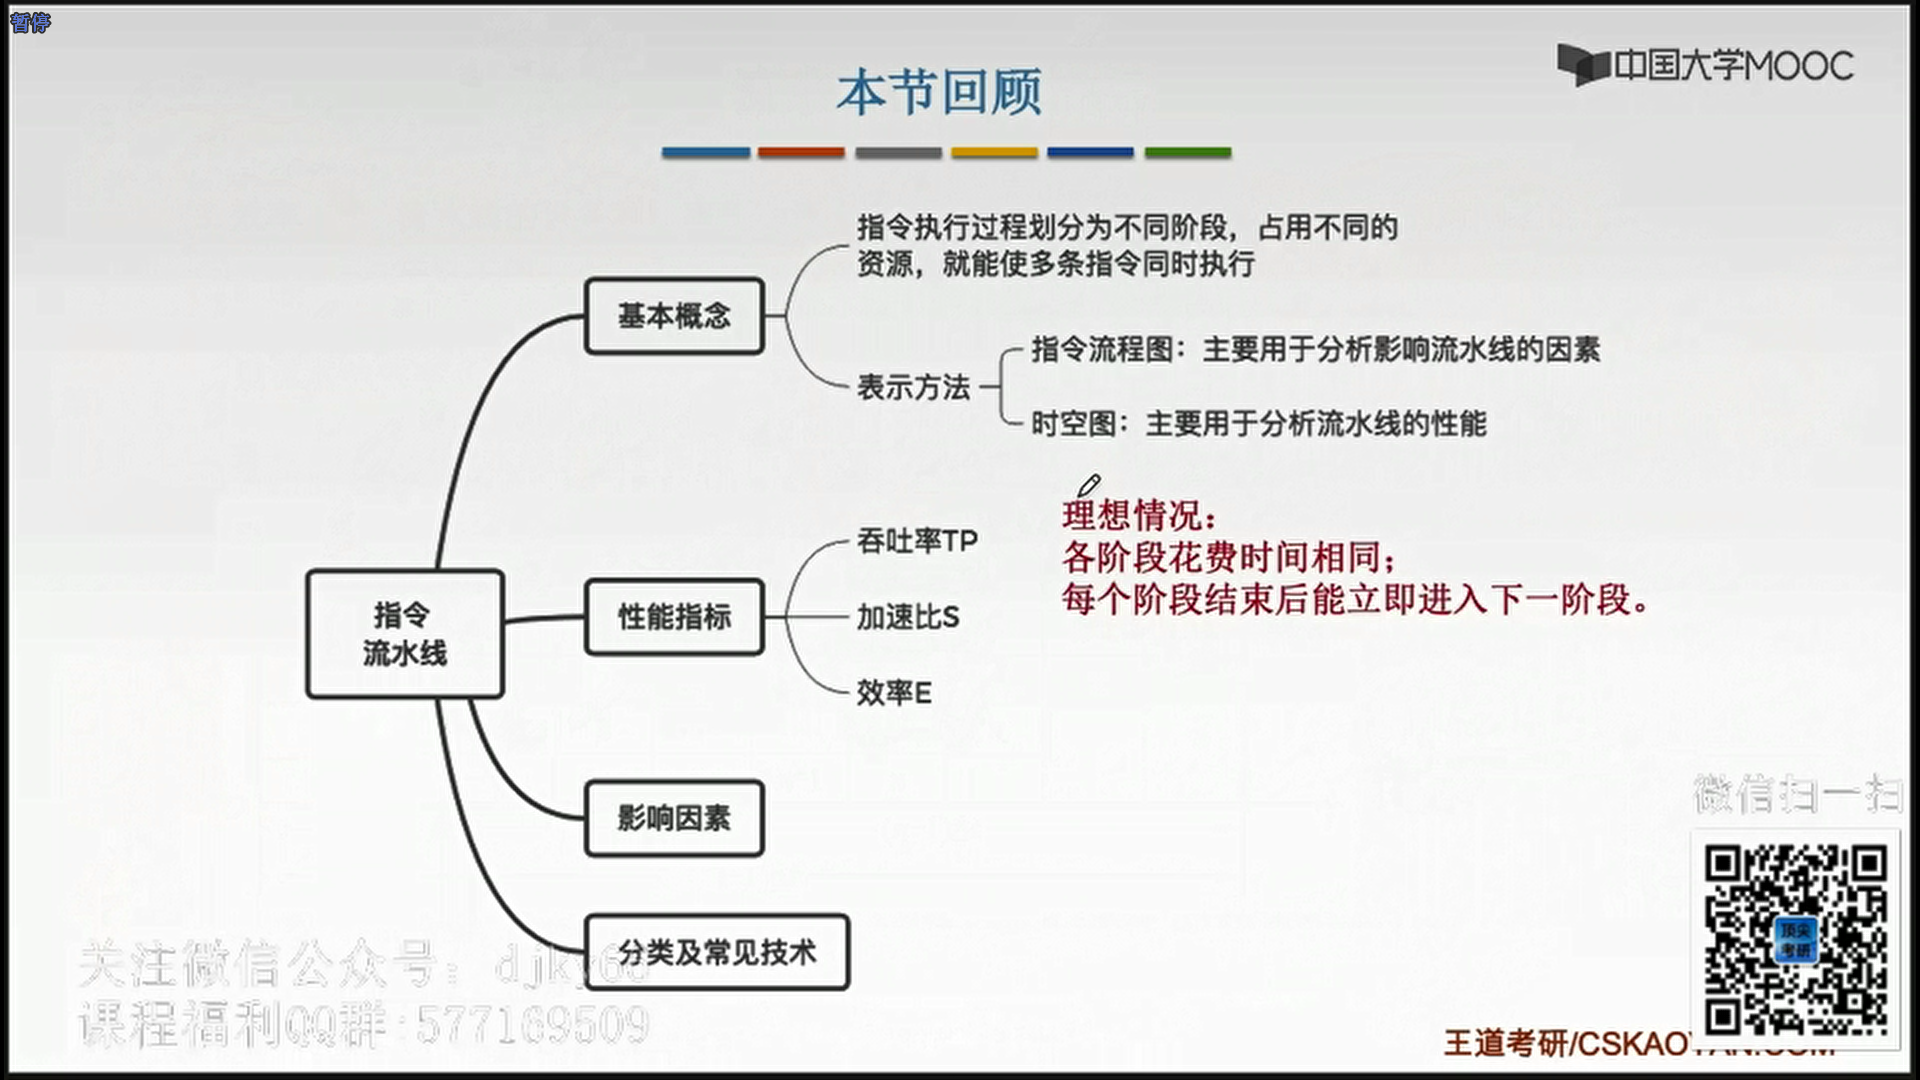 暂停
中国大学MOOC
本节回顾
指令执行过程划分为不同阶段，占用不同的
资源，就能使多条指令同时执行
基本概念
指令流程图：主要用于分析影响流水线的因素
表示方法
时空图：主要用于分析流水线的性能
理想情况：
各阶段花费时间相同；
每个阶段结束后能立即进入下一阶段。
吞吐率TP
指令
流水线
性能指标
加速比S
效率E
影响因素
微信扫一扫
分类及常见技术
顶尖
考研
关注微信公众号：djky66
课程福利QQ群:577169509
王道考研/CSKAOYAN.COM